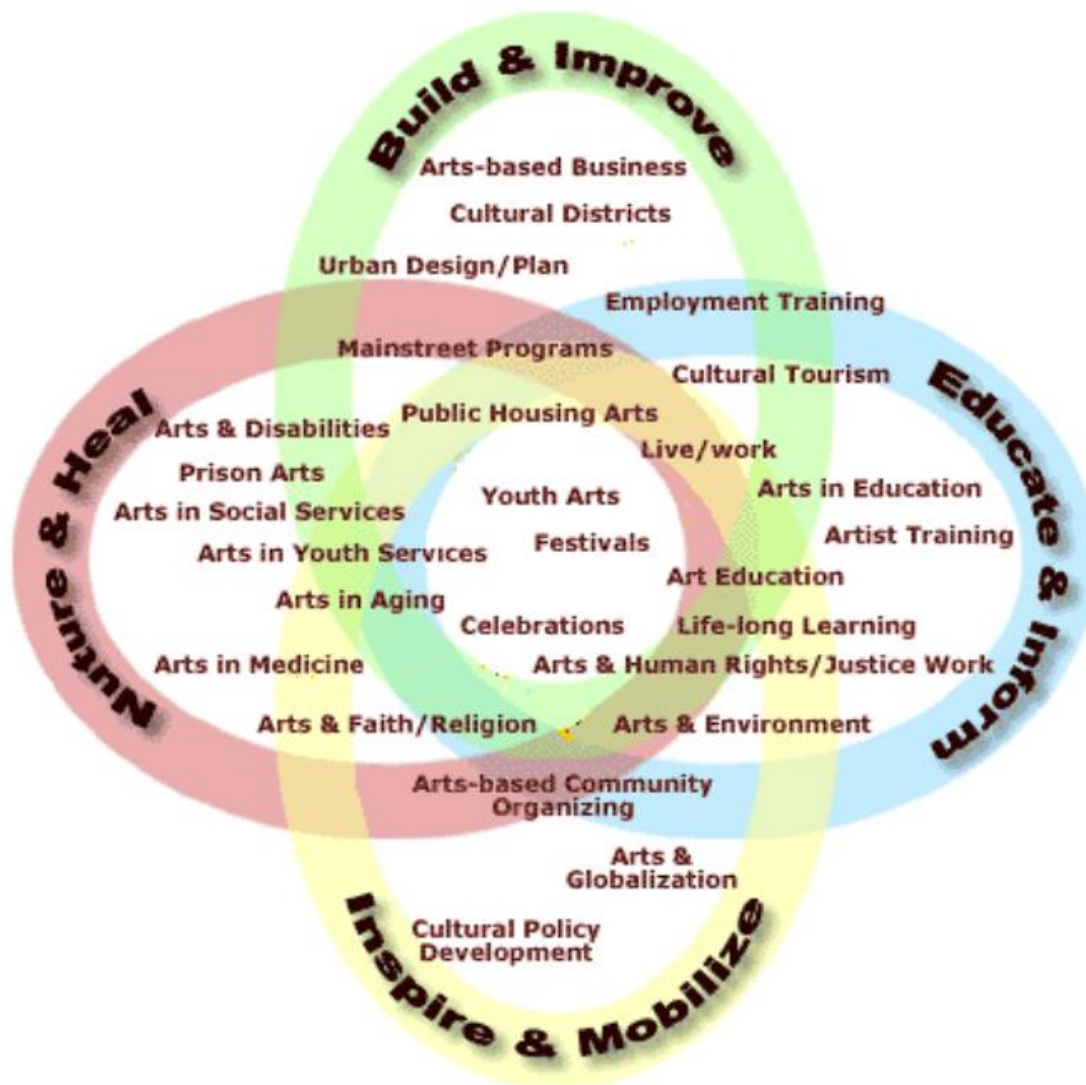 Build & Improve
Arts-based Business
Cultural Districts
Urban Design/Plan
Employment Training
Mainstreet Programs
Cultural Tourism
Public Housing Arts
Arts & Disabilities
Live/work
Prison Arts
Arts in Education
Youth Arts
Arts in Social Services
Artist Training
Festivals
Arts in Youth Services
Art Education
Arts in Aging
Celebrations
Life-long Learning
Arts in Medicine
Arts & Human Rights/Justice Work
Arts & Faith/Religion
Arts & Environment
Arts-based Community
Organizing
Arts &
Globalization
Cultural Policy
Development
Nuture & Heal
Educate & Inform
Inspire & Mobilize